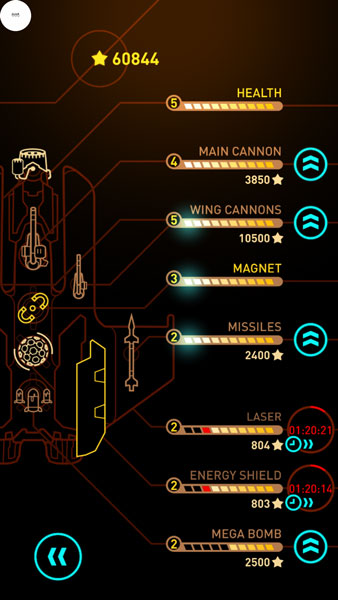 60844
HEALTH
5
MAIN CANNON
4
3850
WING CANNONS
5
10500
MAGNET
3
MISSILES
2
2400
LASER
2
01:20:21
804
ENERGY SHIELD
2
01:20:14
803
MEGA BOMB
2
2500